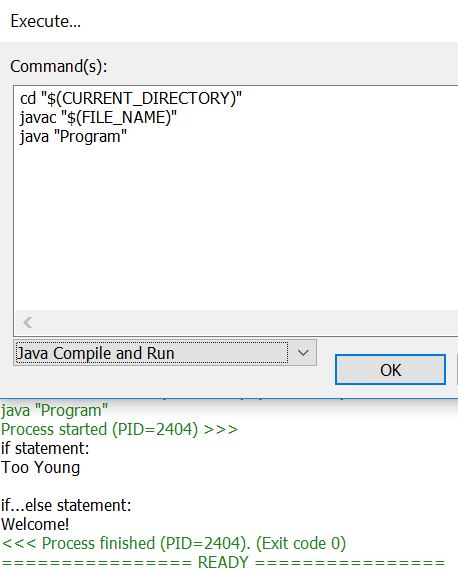 Execute...
Command(s):
cd "$(CURRENT_DIRECTORY)"
javac "$(FILE_NAME)"
java "Program"
Java Compile and Run
OK
java "Program"
Process started (PID=2404) >>>
if statement:
Too Young
if...else statement:
Welcome!
<<< Process finished (PID=2404). (Exit code 0)
================ READY ================